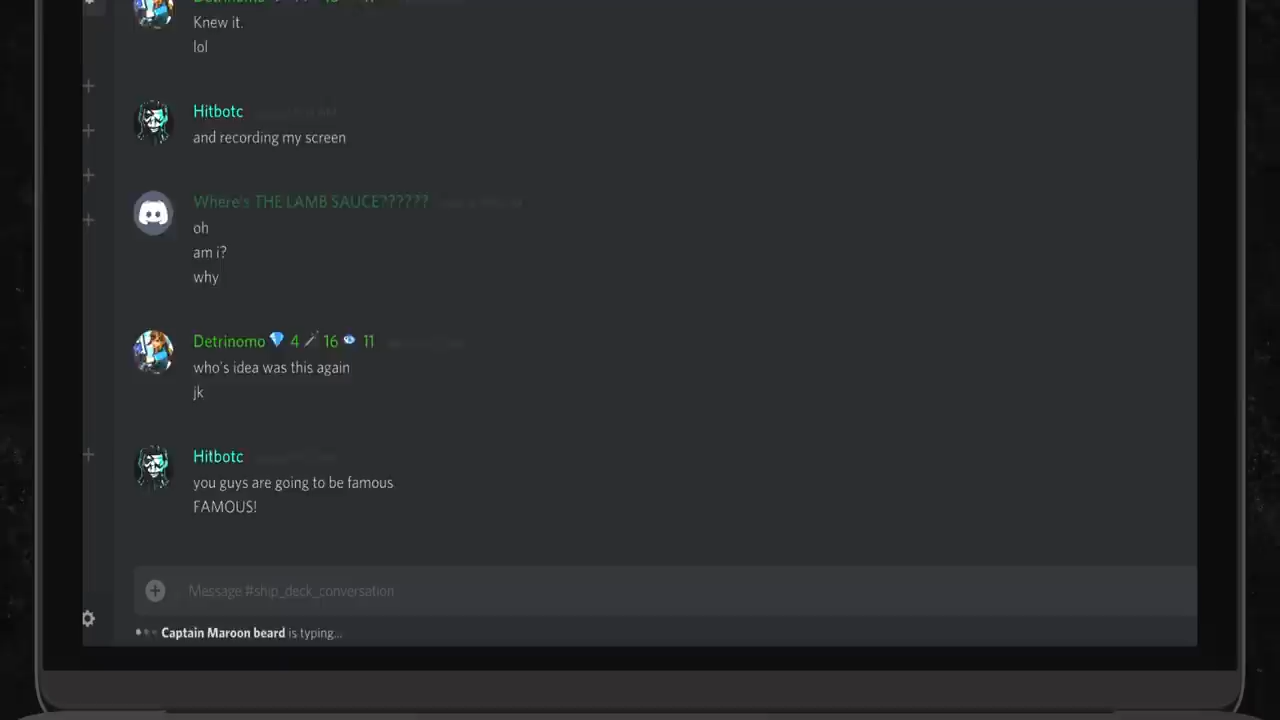 Detrinomo
Knew it.
lol
Hitbotc
and recording my screen
Where's THE LAMB SAUCE??????
oh
am i?
why
Detrinomo 4 16 11
who's idea was this again
jk
Hitbotc
you guys are going to be famous
FAMOUS!
Message #ship_deck_conversation
Captain Maroon beard is typing...